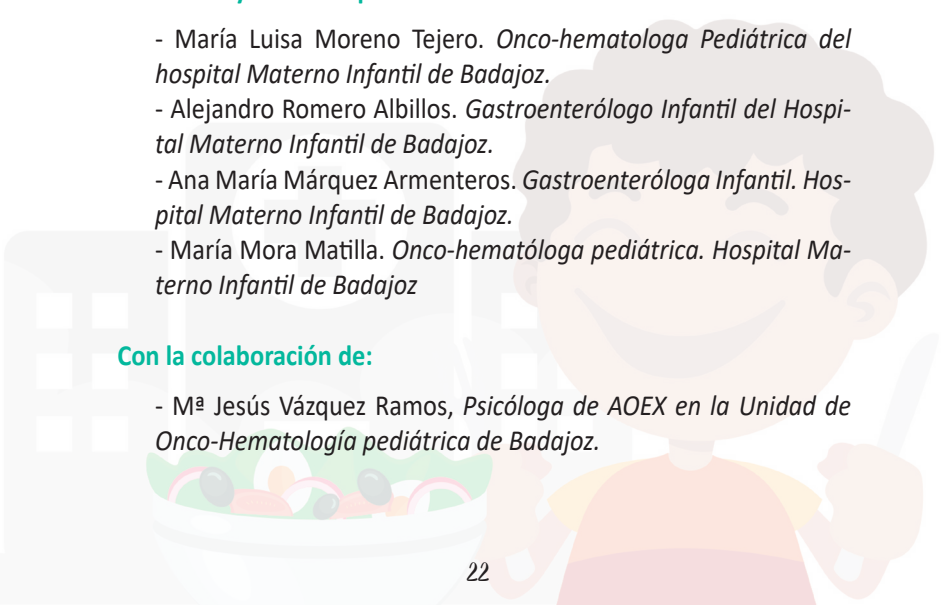 - María Luisa Moreno Tejero. Onco-hematologa Pediátrica del
hospital Materno Infantil de Badajoz.
- Alejandro Romero Albillos. Gastroenterólogo Infantil del Hospi-
tal Materno Infantil de Badajoz.
- Ana María Márquez Armenteros. Gastroenteróloga Infantil. Hos-
pital Materno Infantil de Badajoz.
- María Mora Matilla. Onco-hematóloga pediátrica. Hospital Ma-
terno Infantil de Badajoz
Con la colaboración de:
- Mª Jesús Vázquez Ramos, Psicóloga de AOEX en la Unidad de
Onco-Hematología pediátrica de Badajoz.
22